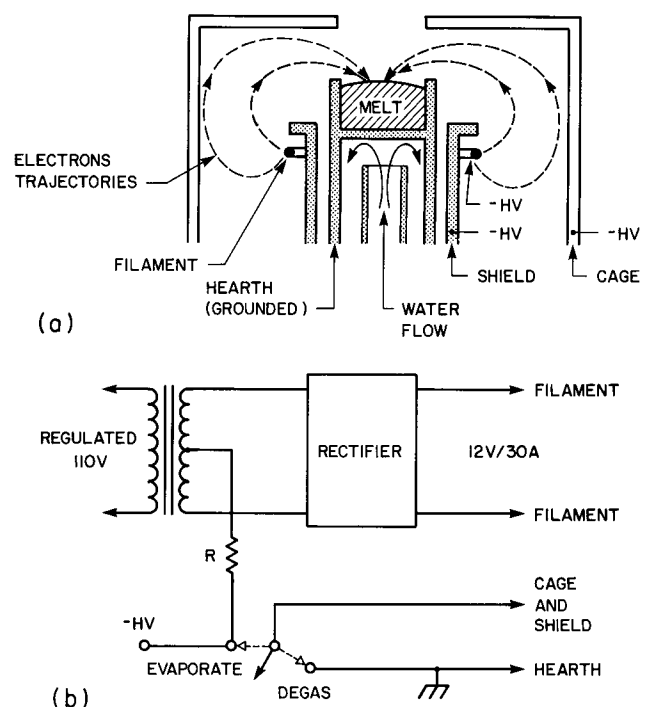 MELT
ELECTRONS
TRAJECTORIES
-HV
-HV
-HV
FILAMENT
HEARTH
(GROUNDED)
WATER
FLOW
SHIELD
CAGE
(a)
REGULATED
110V
RECTIFIER
FILAMENT
12V/30A
FILAMENT
R
CAGE
AND
SHIELD
-HV
EVAPORATE
DEGAS
HEARTH
(b)